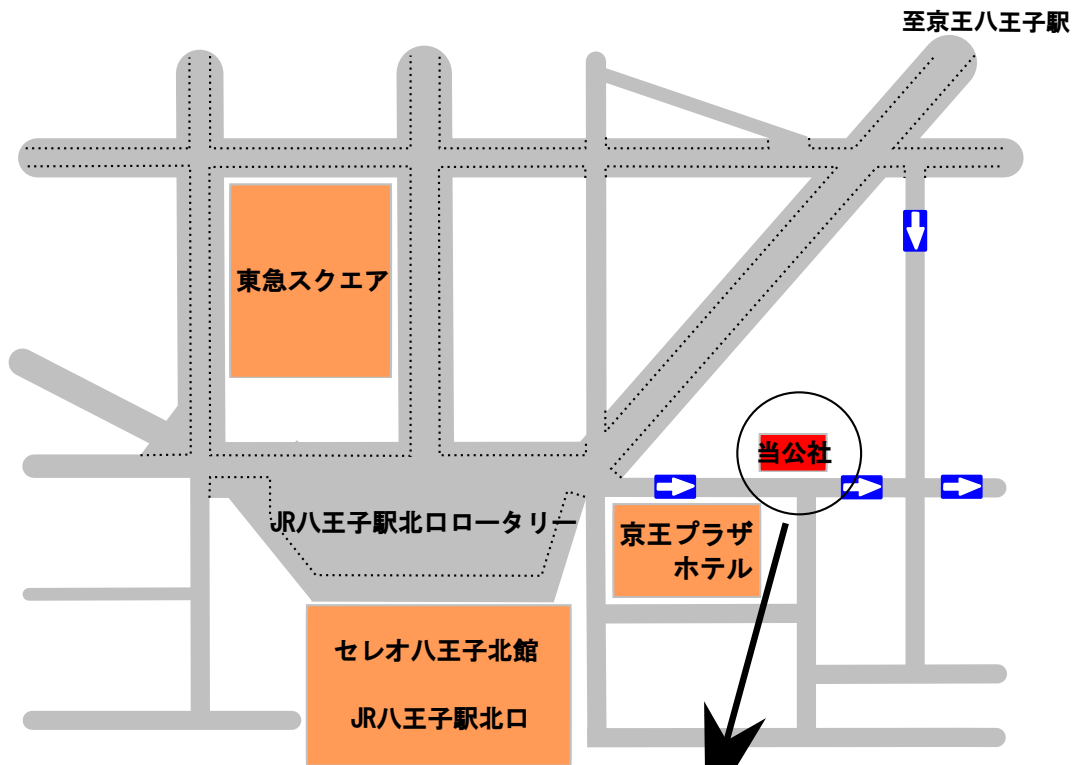 至京王八王子駅
東急スクエア
当公社
JR八王子駅北口ロータリー
京王プラザ
ホテル
セレオ八王子北館
JR八王子駅北口